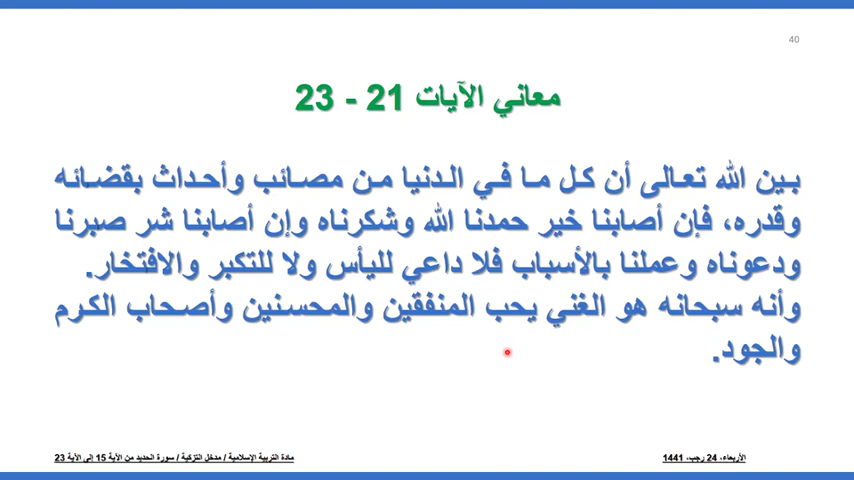 40
معاني الآيات 21 - 23
بين الله تعالى أن كل ما في الدنيا من مصائب وأحداث بقضائه
وقدره، فإن أصابنا خير حمدنا الله وشكرناه وإن أصابنا شر صبرنا
ودعوناه وعملنا بالأسباب فلا داعي لليأس ولا للتكبر والافتخار.
وأنه سبحانه هو الغني يحب المنفقين والمحسنين وأصحاب الكرم
والجود.
الأربعاء، 24 رجب، 1441
مادة التربية الإسلامية / مدخل التزكية / سورة الحديد من الآية 15 إلى الآية 23